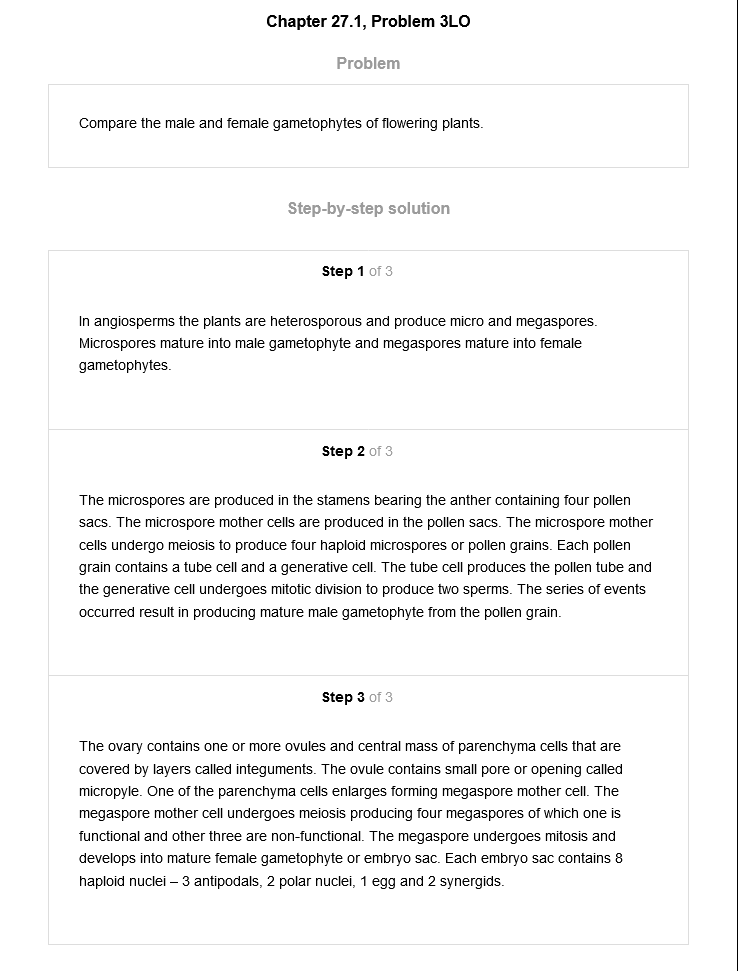 Chapter 27.1, Problem 3LO
Problem
Compare the male and female gametophytes of flowering plants.
Step-by-step solution
Step 1 of 3
In angiosperms the plants are heterosporous and produce micro and megaspores.
Microspores mature into male gametophyte and megaspores mature into female
gametophytes.
Step 2 of 3
The microspores are produced in the stamens bearing the anther containing four pollen
sacs. The microspore mother cells are produced in the pollen sacs. The microspore mother
cells undergo meiosis to produce four haploid microspores or pollen grains. Each pollen
grain contains a tube cell and a generative cell. The tube cell produces the pollen tube and
the generative cell undergoes mitotic division to produce two sperms. The series of events
occurred result in producing mature male gametophyte from the pollen grain.
Step 3 of 3
The ovary contains one or more ovules and central mass of parenchyma cells that are
covered by layers called integuments. The ovule contains small pore or opening called
micropyle. One of the parenchyma cells enlarges forming megaspore mother cell. The
megaspore mother cell undergoes meiosis producing four megaspores of which one is
functional and other three are non-functional. The megaspore undergoes mitosis and
develops into mature female gametophyte or embryo sac. Each embryo sac contains 8
haploid nuclei – 3 antipodals, 2 polar nuclei, 1 egg and 2 synergids.